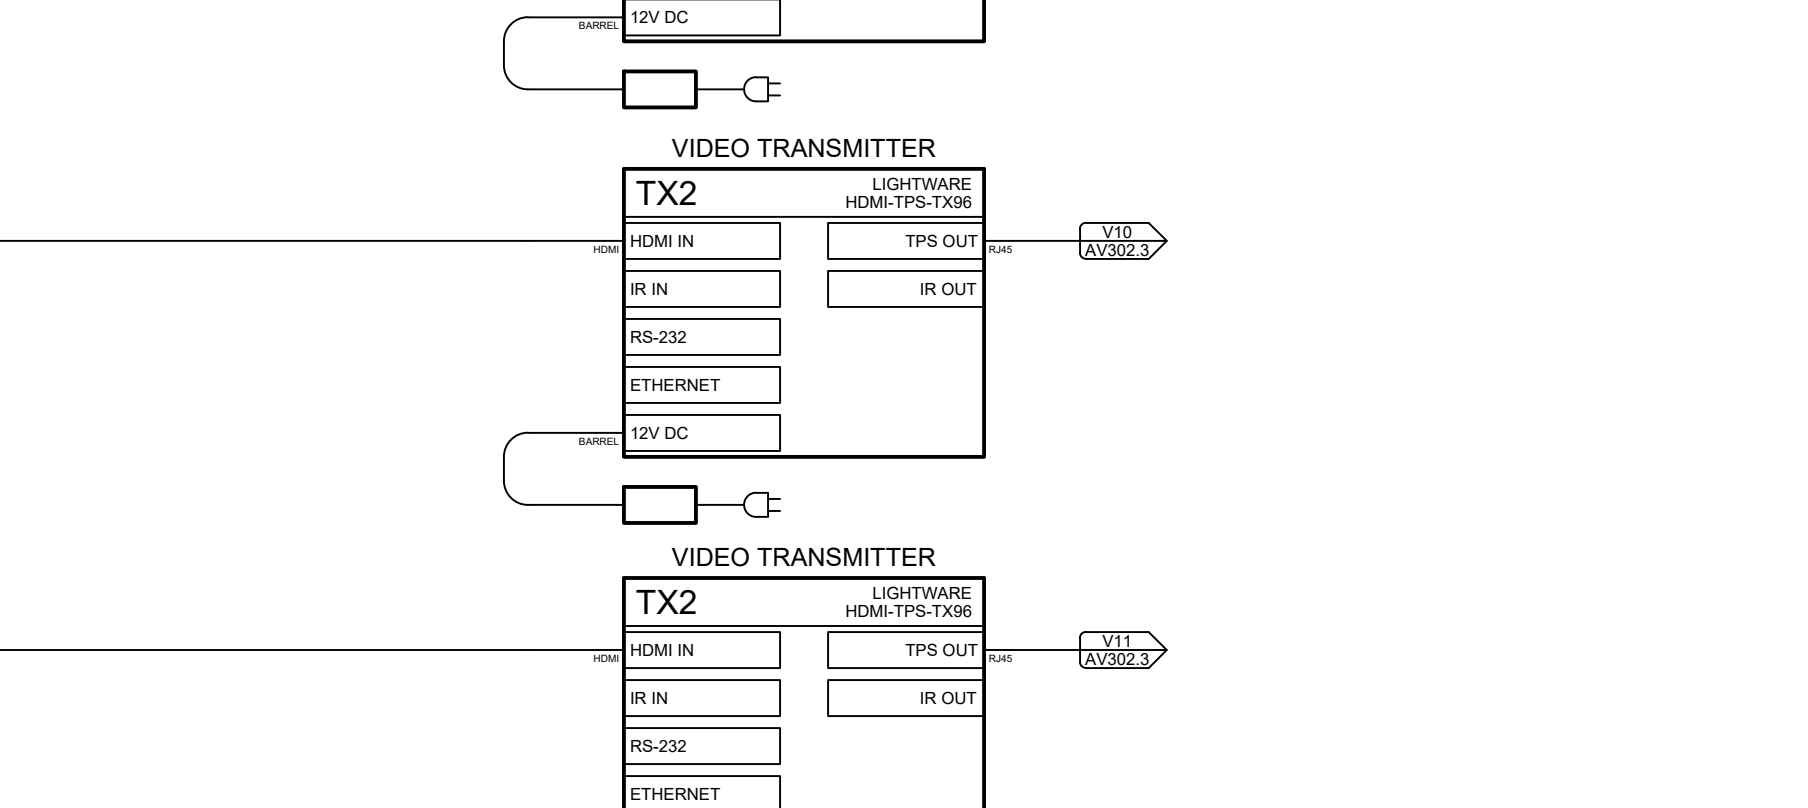 12V DC
BARREL
VIDEO TRANSMITTER
TX2
LIGHTWARE
HDMI-TPS-TX96
HDMI IN
HDMI
TPS OUT
RJ45
V10
AV302.3
IR IN
IR OUT
RS-232
ETHERNET
12V DC
BARREL
VIDEO TRANSMITTER
TX2
LIGHTWARE
HDMI-TPS-TX96
HDMI IN
HDMI
TPS OUT
RJ45
V11
AV302.3
IR IN
IR OUT
RS-232
ETHERNET